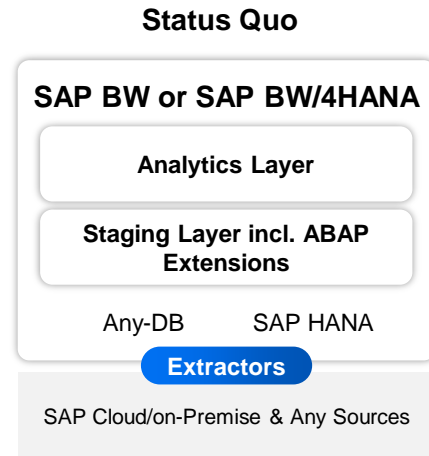 Status Quo
SAP BW or SAP BW/4HANA
Analytics Layer
Staging Layer incl. ABAP
Extensions
Any-DB SAP HANA
Extractors
SAP Cloud/on-Premise & Any Sources